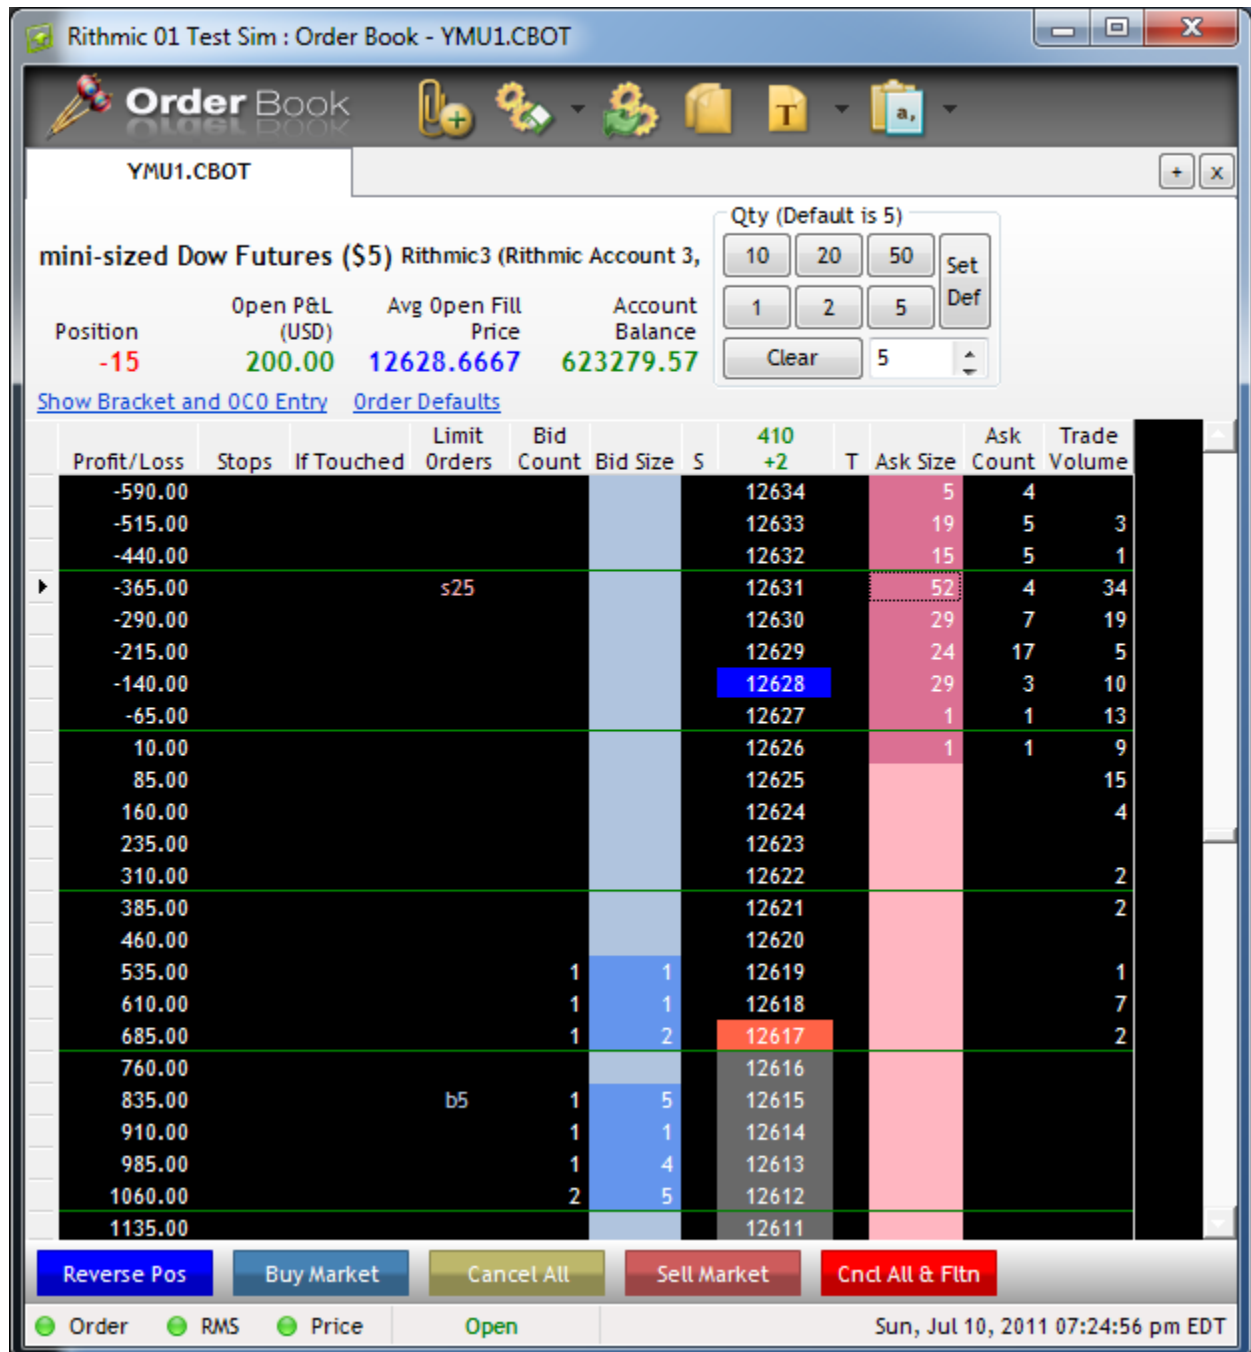 Rithmic 01 Test Sim : Order Book - YMU1.CBOT
Order Book
T
a,
YMU1.CBOT + x
Qty (Default is 5)
mini-sized Dow Futures ($5) Rithmic3 (Rithmic Account 3,
10 20 50 Set Def
1 2 5
Clear 5
Position Open P&L (USD) Avg Open Fill Price Account Balance
-15 200.00 12628.6667 623279.57
Show Bracket and OCO Entry Order Defaults
Profit/Loss Stops If Touched Limit Orders Bid Count Bid Size S 410 +2 T Ask Size Ask Count Trade Volume
-590.00 12634 5 4
-515.00 12633 19 5 3
-440.00 12632 15 5 1
-365.00 s25 12631 52 4 34
-290.00 12630 29 7 19
-215.00 12629 24 17 5
-140.00 12628 29 3 10
-65.00 12627 1 1 13
10.00 12626 1 1 9
85.00 12625 15
160.00 12624 4
235.00 12623
310.00 12622 2
385.00 12621 2
460.00 12620
535.00 1 1 12619 1
610.00 1 1 12618 7
685.00 1 2 12617 2
760.00 12616
835.00 b5 1 5 12615
910.00 1 1 12614
985.00 1 4 12613
1060.00 2 5 12612
1135.00 12611
Reverse Pos Buy Market Cancel All Sell Market Cncl All & Fltn
Order RMS Price Open Sun, Jul 10, 2011 07:24:56 pm EDT